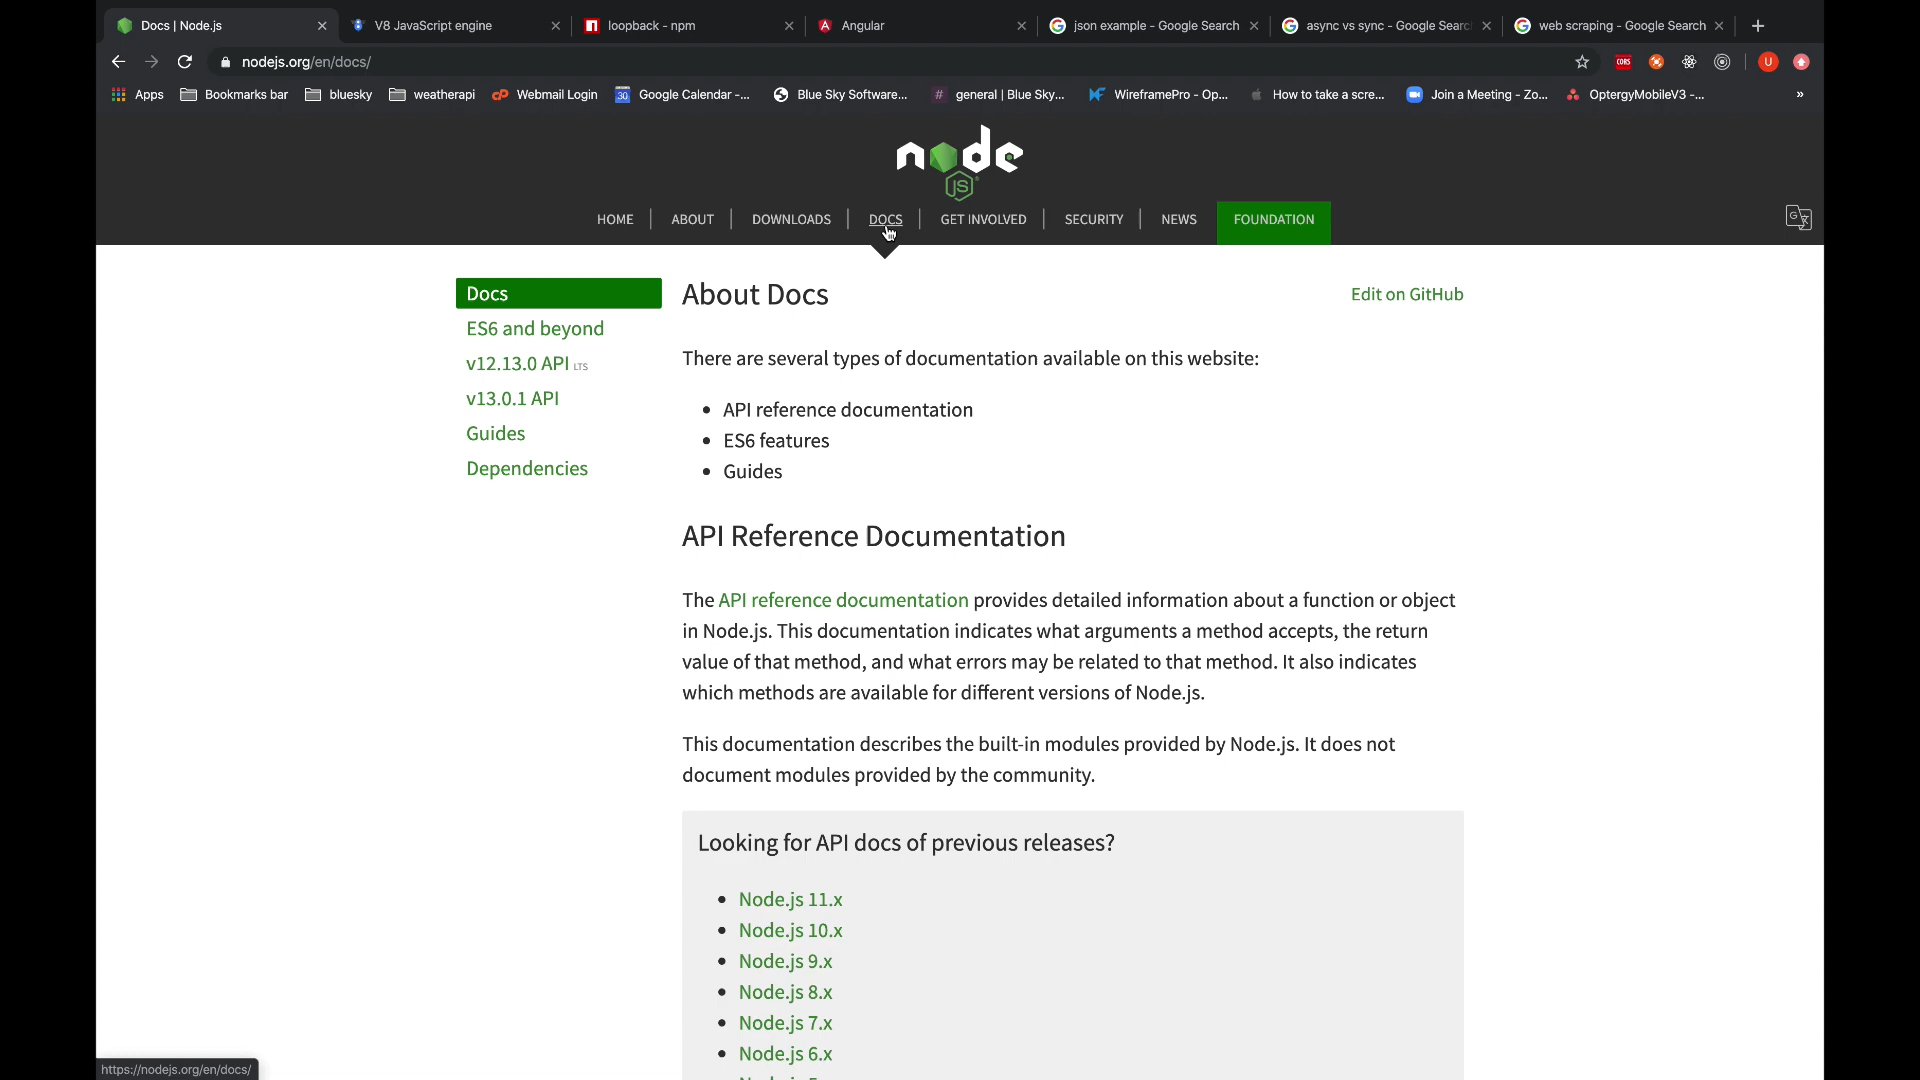 Docs | Node.js
V8 JavaScript engine
loopback - npm
Angular
json example - Google Search
async vs sync - Google Searc
web scraping - Google Search
nodejs.org/en/docs/
CORS
U
Apps
Bookmarks bar
bluesky
weatherapi
cP Webmail Login
30 Google Calendar -...
Blue Sky Software...
# general | Blue Sky...
WireframePro - Op...
How to take a scre...
Join a Meeting - Zo...
OptergyMobileV3 -...
»
node
JS
HOME
ABOUT
DOWNLOADS
DOCS
GET INVOLVED
SECURITY
NEWS
FOUNDATION
Docs
ES6 and beyond
v12.13.0 API LTS
v13.0.1 API
Guides
Dependencies
About Docs
Edit on GitHub
There are several types of documentation available on this website:
• API reference documentation
• ES6 features
• Guides
API Reference Documentation
The API reference documentation provides detailed information about a function or object
in Node.js. This documentation indicates what arguments a method accepts, the return
value of that method, and what errors may be related to that method. It also indicates
which methods are available for different versions of Node.js.
This documentation describes the built-in modules provided by Node.js. It does not
document modules provided by the community.
Looking for API docs of previous releases?
• Node.js 11.x
• Node.js 10.x
• Node.js 9.x
• Node.js 8.x
• Node.js 7.x
• Node.js 6.x
https://nodejs.org/en/docs/